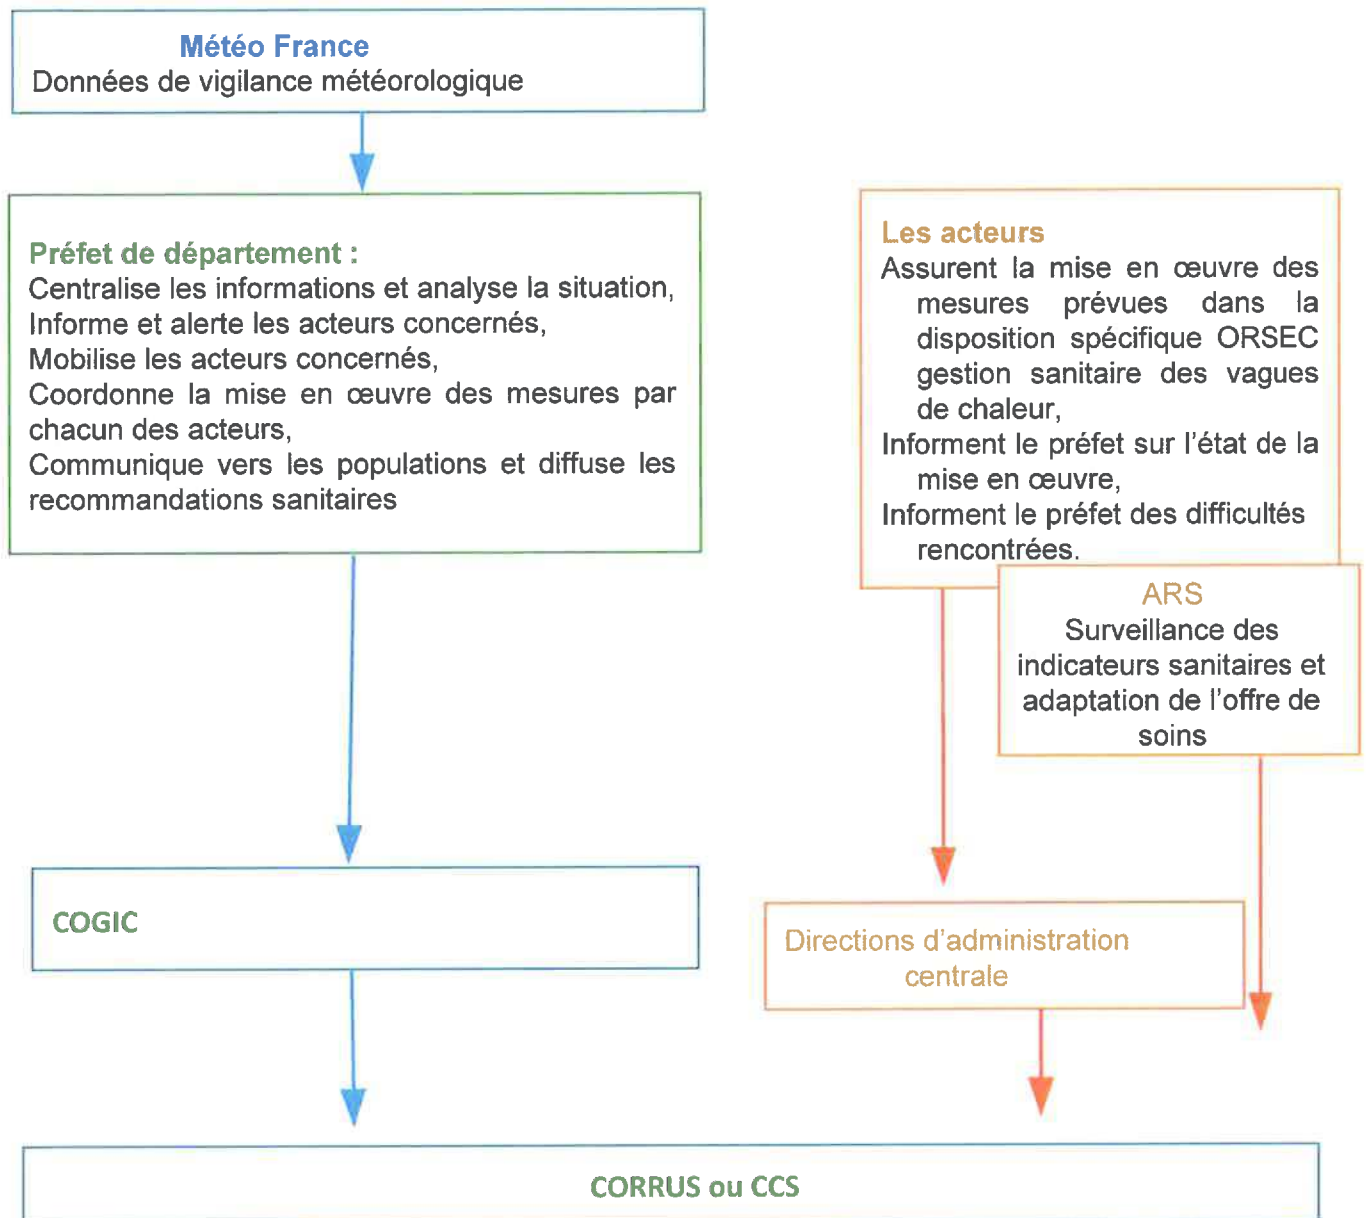 Météo France
Données de vigilance météorologique
Préfet de département :
Centralise les informations et analyse la situation,
Informe et alerte les acteurs concernés,
Mobilise les acteurs concernés,
Coordonne la mise en œuvre des mesures par
chacun des acteurs,
Communique vers les populations et diffuse les
recommandations sanitaires
Les acteurs
Assurent la mise en œuvre des
mesures prévues dans la
disposition spécifique ORSEC
gestion sanitaire des vagues
de chaleur,
Informent le préfet sur l'état de la
mise en œuvre,
Informent le préfet des difficultés
rencontrées.
ARS
Surveillance des
indicateurs sanitaires et
adaptation de l'offre de
soins
COGIC
Directions d'administration
centrale
CORRUS ou CCS